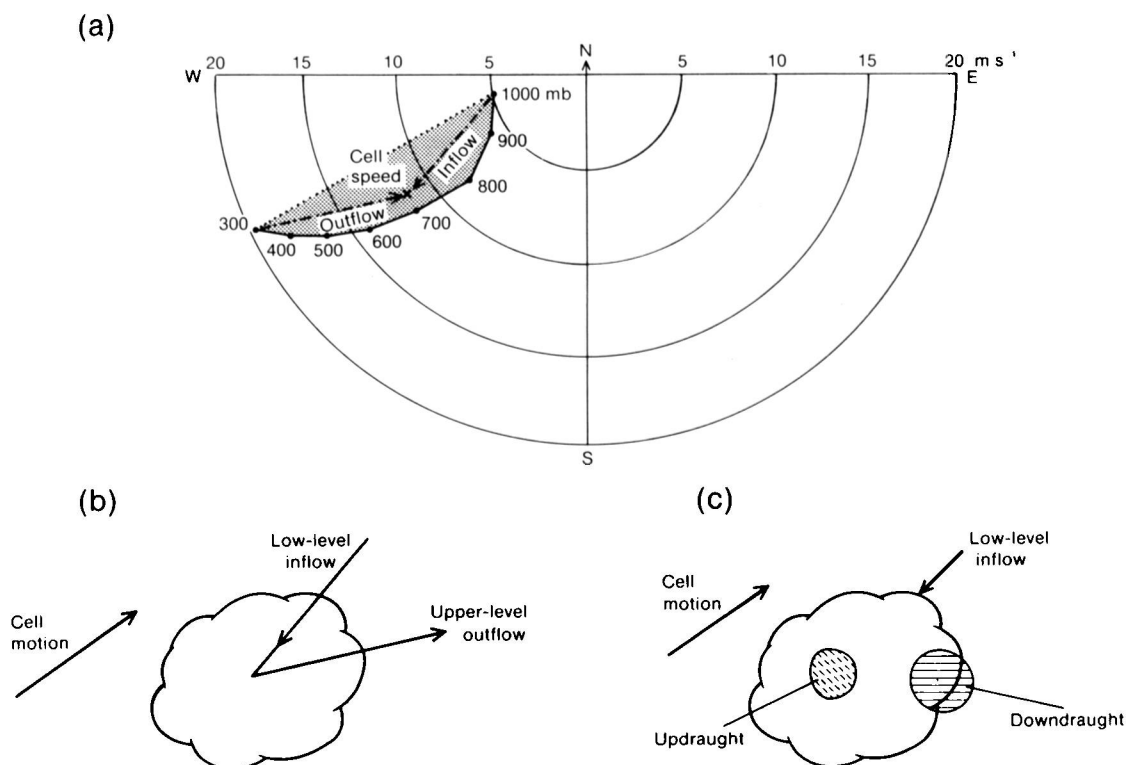 (a)
N
20 15 10 5 5 10 15 20 m s⁻¹
W E
1000 mb
900
800
700
600
500
400
300
Cell
speed
Inflow
Outflow
S
(b)
Low-level
inflow
Cell
motion
Upper-level
outflow
(c)
Low-level
inflow
Cell
motion
Updraught
Downdraught